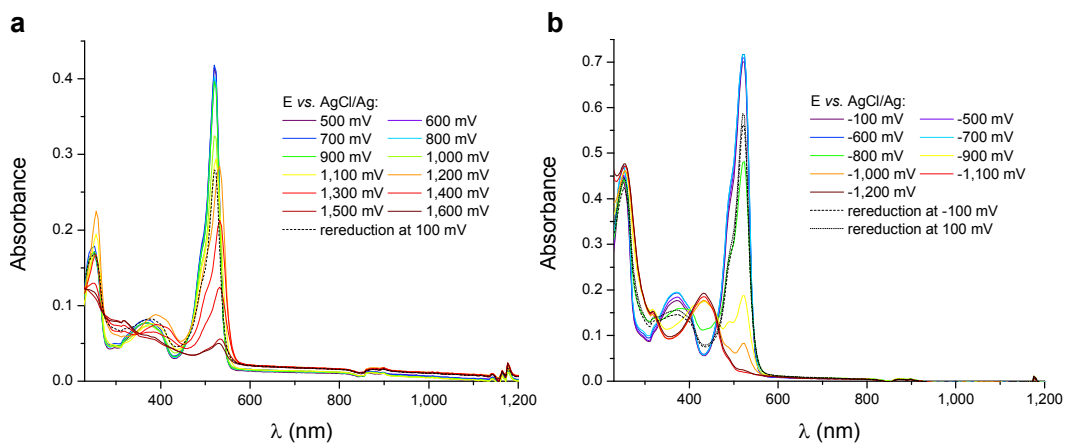 a
0.4
0.3
0.2
0.1
0.0
Absorbance
E vs. AgCl/Ag:
500 mV 600 mV
700 mV 800 mV
900 mV 1,000 mV
1,100 mV 1,200 mV
1,300 mV 1,400 mV
1,500 mV 1,600 mV
rereduction at 100 mV
400 600 800 1,000 1,200
λ (nm)
b
0.7
0.6
0.5
0.4
0.3
0.2
0.1
0.0
Absorbance
E vs. AgCl/Ag:
-100 mV -500 mV
-600 mV -700 mV
-800 mV -900 mV
-1,000 mV -1,100 mV
-1,200 mV
rereduction at -100 mV
rereduction at 100 mV
400 600 800 1,000 1,200
λ (nm)